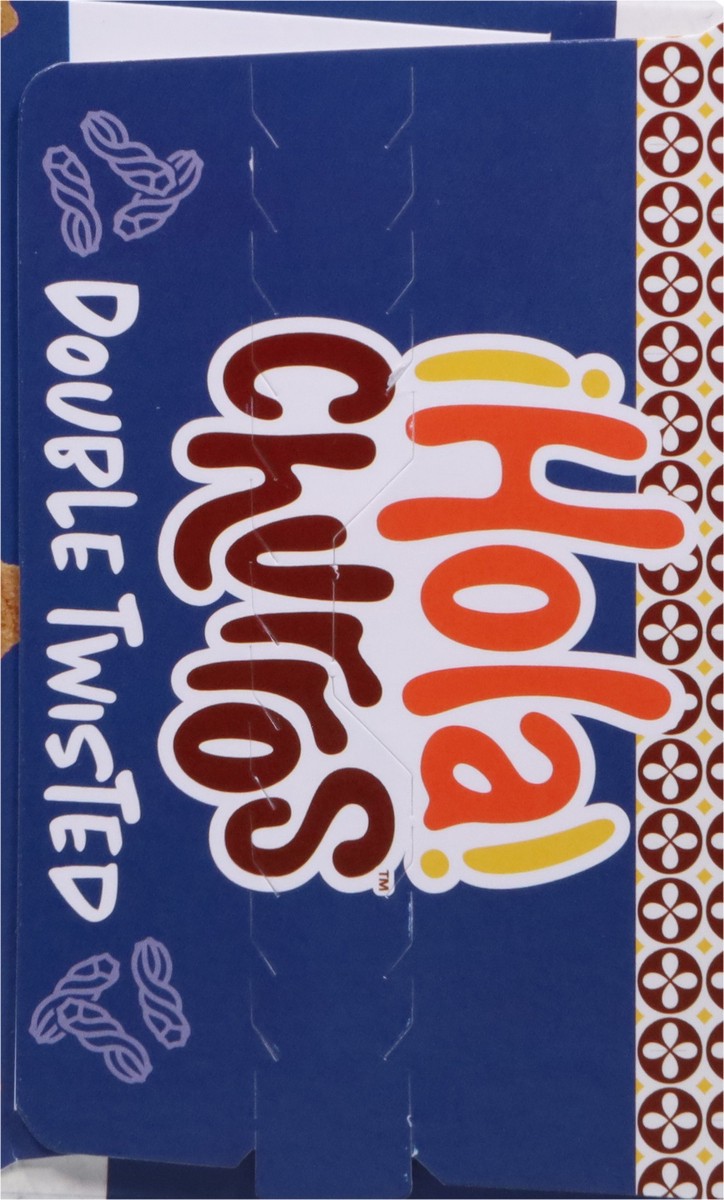 ¡Hola!
Churros™
DOUBLE TWISTED